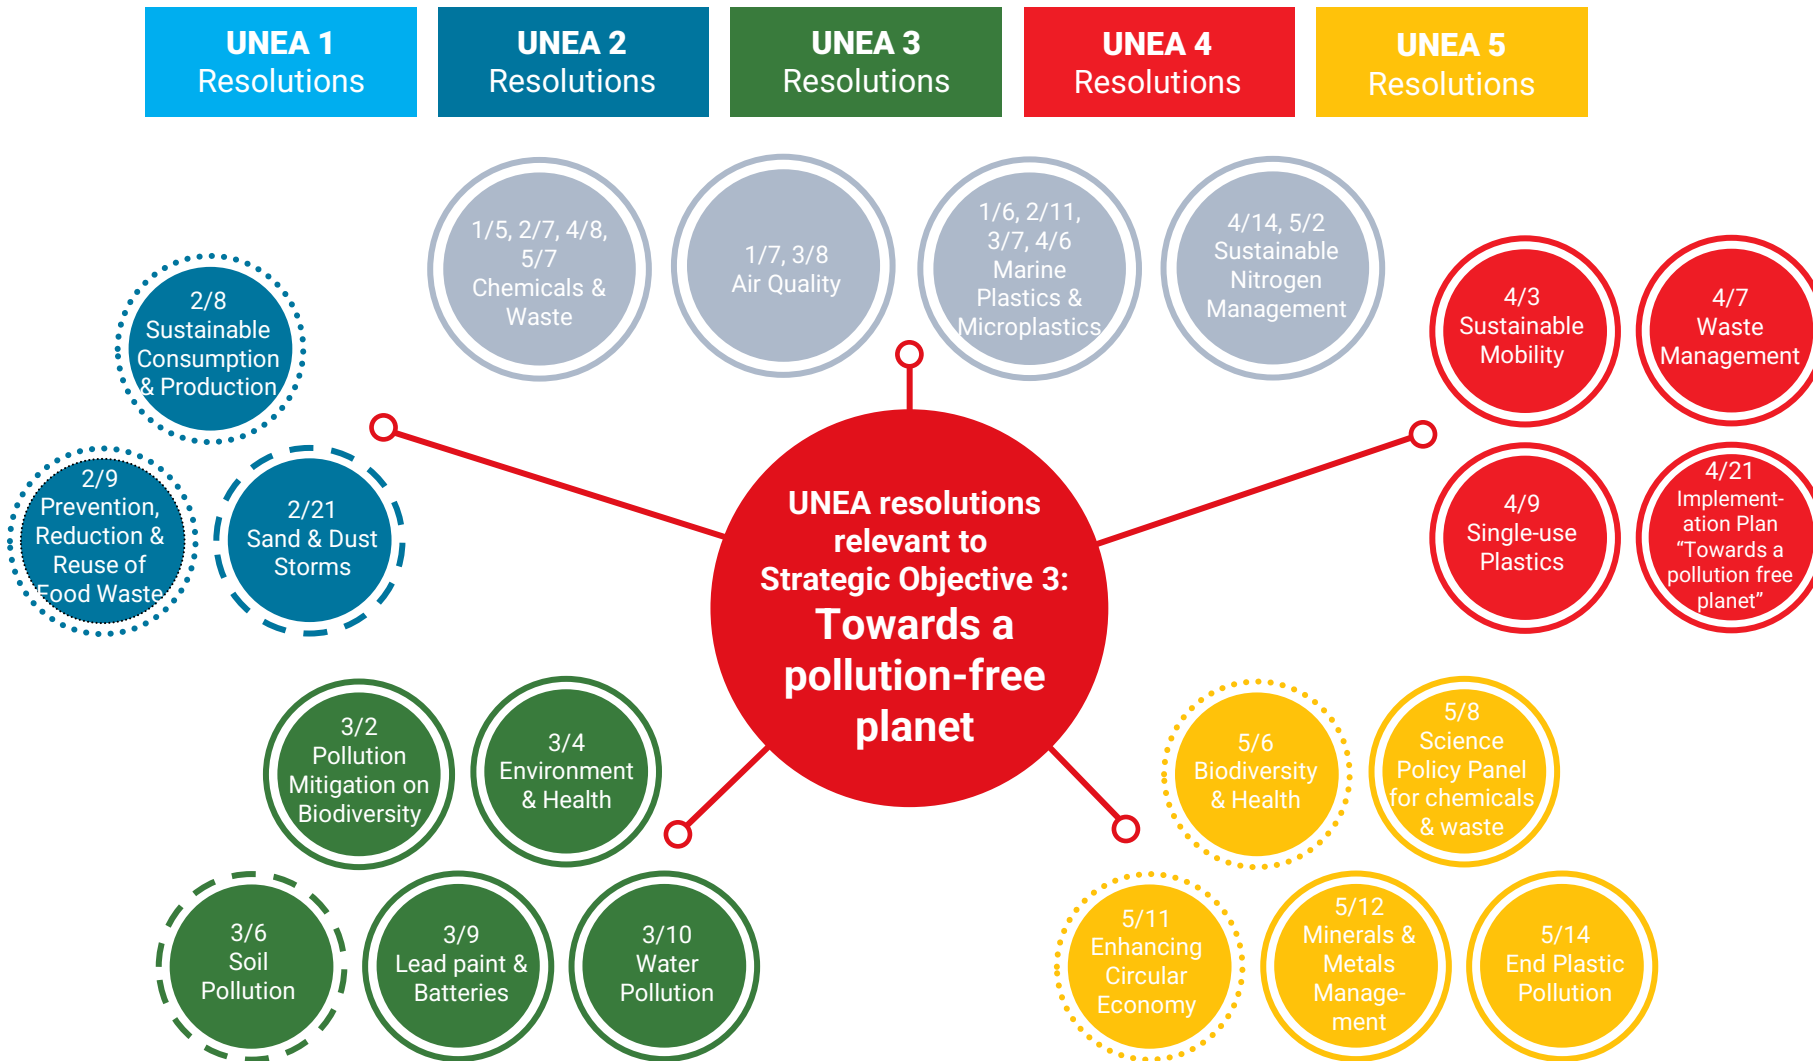 UNEA 1
Resolutions
UNEA 2
Resolutions
UNEA 3
Resolutions
UNEA 4
Resolutions
UNEA 5
Resolutions
1/5, 2/7, 4/8,
5/7
Chemicals &
Waste
1/7, 3/8
Air Quality
1/6, 2/11,
3/7, 4/6
Marine
Plastics &
Microplastics
4/14, 5/2
Sustainable
Nitrogen
Management
2/8
Sustainable
Consumption
& Production
2/9
Prevention,
Reduction &
Reuse of
Food Waste
2/21
Sand & Dust
Storms
4/3
Sustainable
Mobility
4/7
Waste
Management
4/9
Single-use
Plastics
4/21
Implement-
ation Plan
“Towards a
pollution free
planet”
UNEA resolutions
relevant to
Strategic Objective 3:
Towards a
pollution-free
planet
3/2
Pollution
Mitigation on
Biodiversity
3/4
Environment
& Health
3/6
Soil
Pollution
3/9
Lead paint &
Batteries
3/10
Water
Pollution
5/6
Biodiversity
& Health
5/8
Science
Policy Panel
for chemicals
& waste
5/11
Enhancing
Circular
Economy
5/12
Minerals &
Metals
Manage-
ment
5/14
End Plastic
Pollution